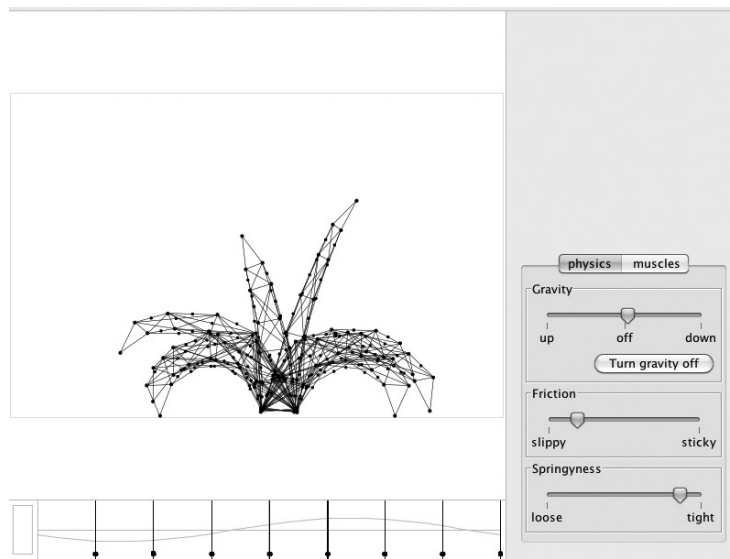 physics muscles
Gravity
up off down
Turn gravity off
Friction
slippy sticky
Springyness
loose tight